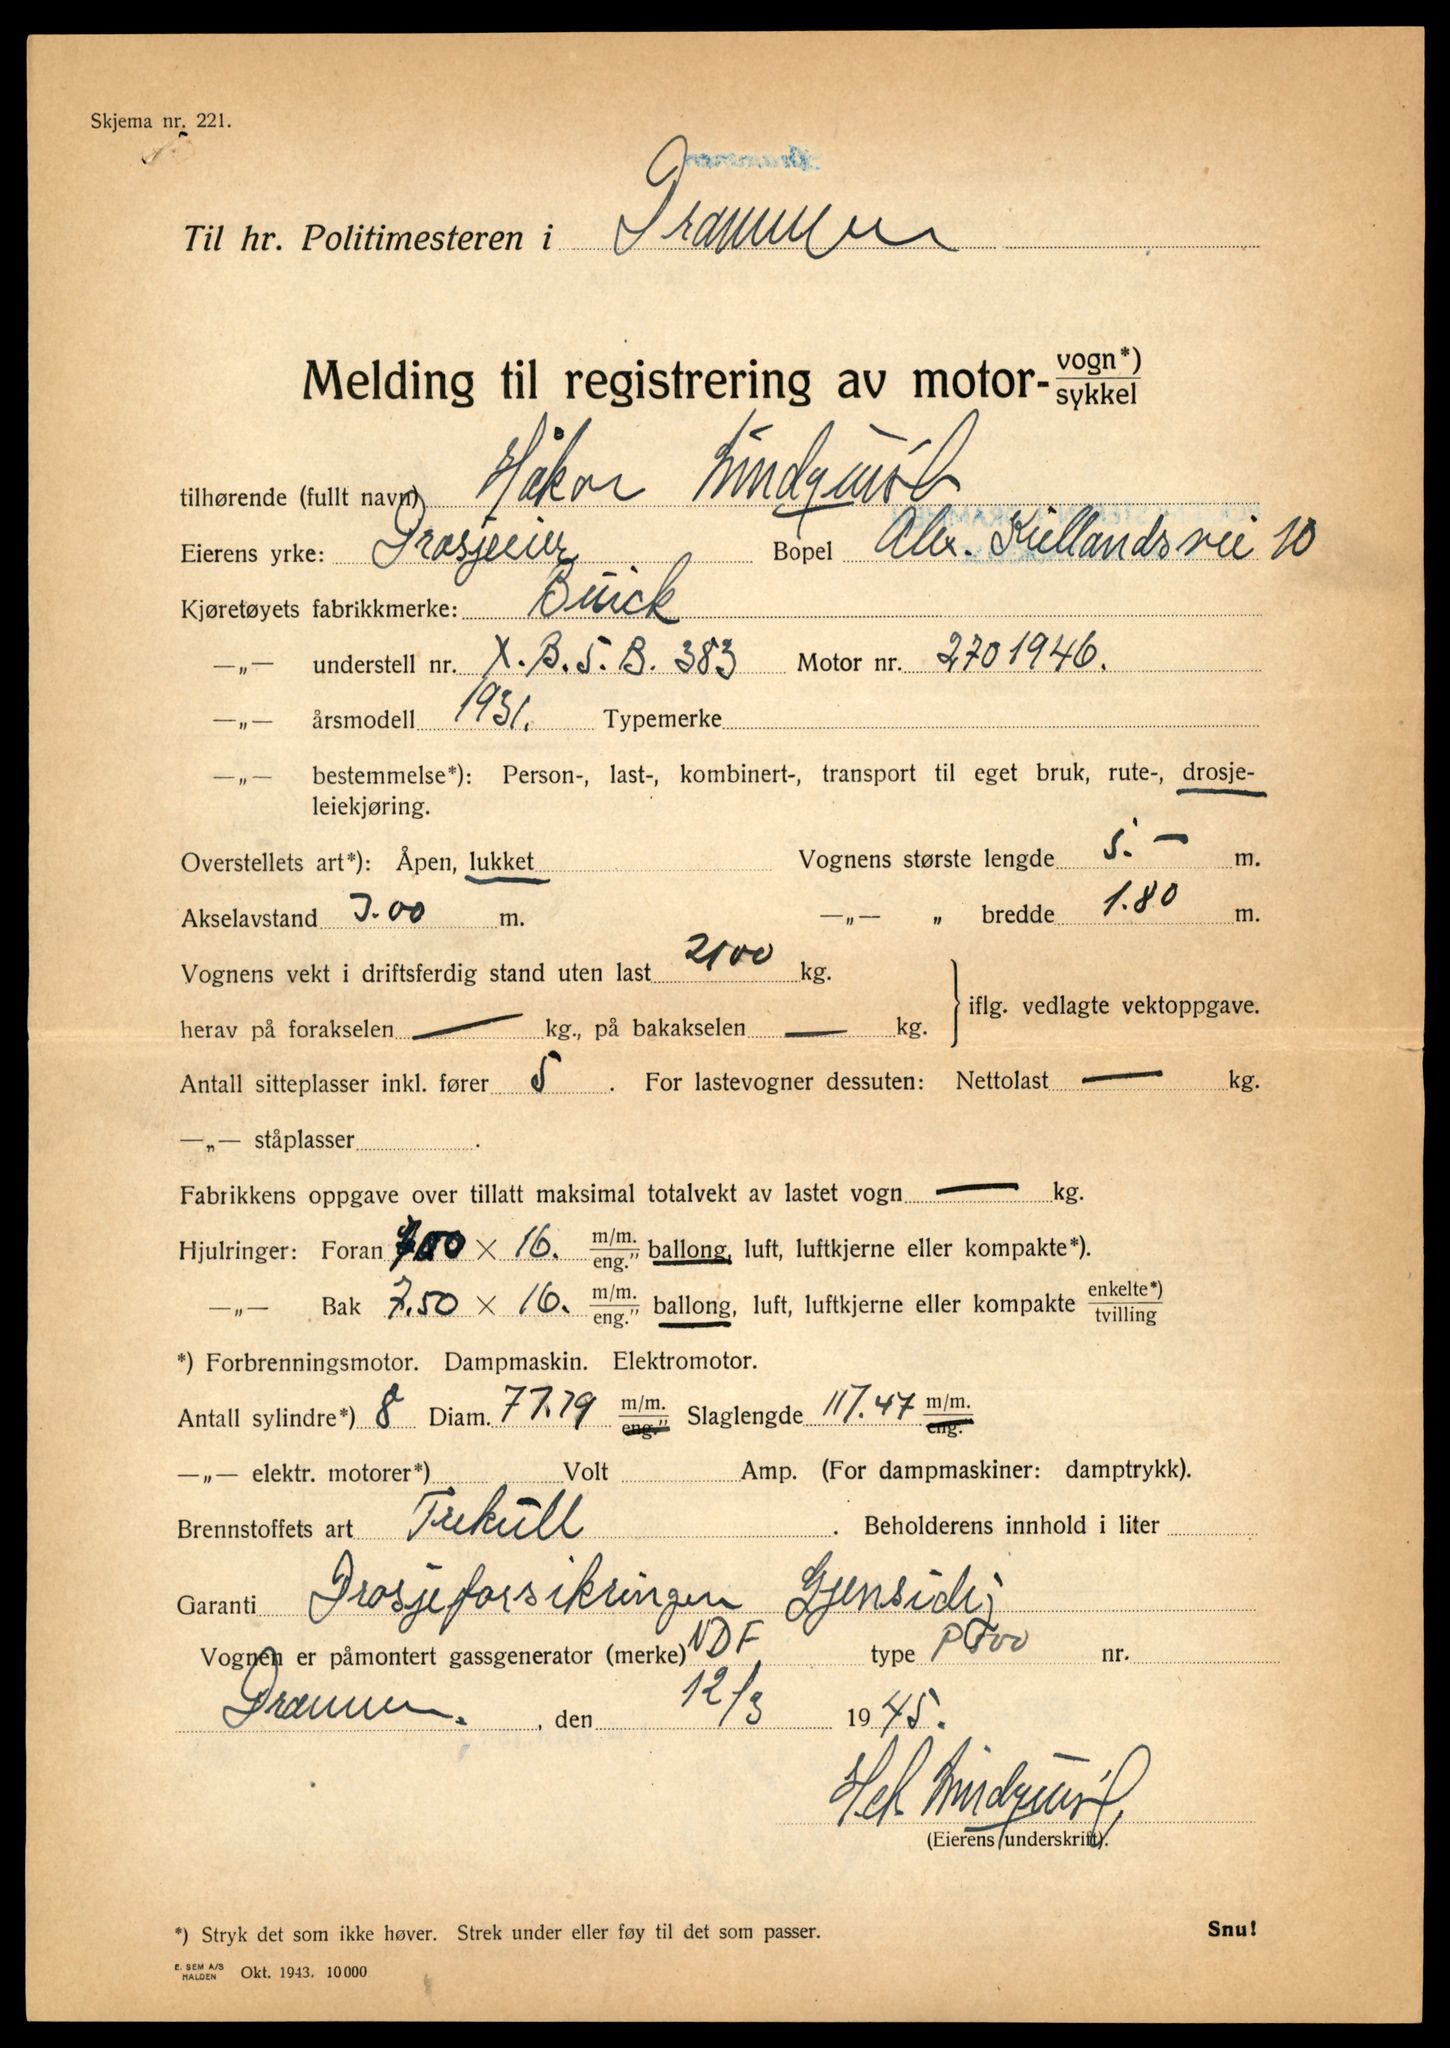 Skjema nr. 221.
Til hr. Politimesteren i Drammen
Melding til registrering av motor- vogn*) sykkel
tilhørende (fullt navn) Håkon Lindquist
Eierens yrke: Drosjeeier Bopel Alex. Kiellands vei 10
Kjøretøyets fabrikkmerke: Buick
—„— understell nr. X.B.5.B. 383 Motor nr. 2701946.
—„— årsmodell 1931. Typemerke
—„— bestemmelse*): Person-, last-, kombinert-, transport til eget bruk, rute-, drosje-
leiekjøring.
Overstellets art*): Åpen, lukket Vognens største lengde 5.— m.
Akselavstand 3.00 m. —„— „ bredde 1.80 m.
Vognens vekt i driftsferdig stand uten last 2100 kg.
herav på forakselen — kg., på bakakselen — kg. iflg. vedlagte vektoppgave.
Antall sitteplasser inkl. fører 5 . For lastevogner dessuten: Nettolast — kg.
—„— ståplasser .
Fabrikkens oppgave over tillatt maksimal totalvekt av lastet vogn — kg.
Hjulringer: Foran × 16. m/m. eng." ballong, luft, luftkjerne eller kompakte*).
—„— Bak 7.50 × 16. m/m. eng." ballong, luft, luftkjerne eller kompakte enkelte*) tvilling
*) Forbrenningsmotor. Dampmaskin. Elektromotor.
Antall sylindre*) 8 Diam. 77.79 m/m. eng." Slaglengde 117.47 m/m. eng.
—„— elektr. motorer*) Volt Amp. (For dampmaskiner: damptrykk).
Brennstoffets art Trekull . Beholderens innhold i liter
Garanti Drosjeforsikringen Gjensidig
Vognen er påmontert gassgenerator (merke) NDF type nr.
Drammen. , den 12/3 1945.
Hck Lindquist
(Eierens underskrift).
*) Stryk det som ikke høver. Strek under eller føy til det som passer. Snu!
E. SEM A/S HALDEN Okt. 1943. 10 000